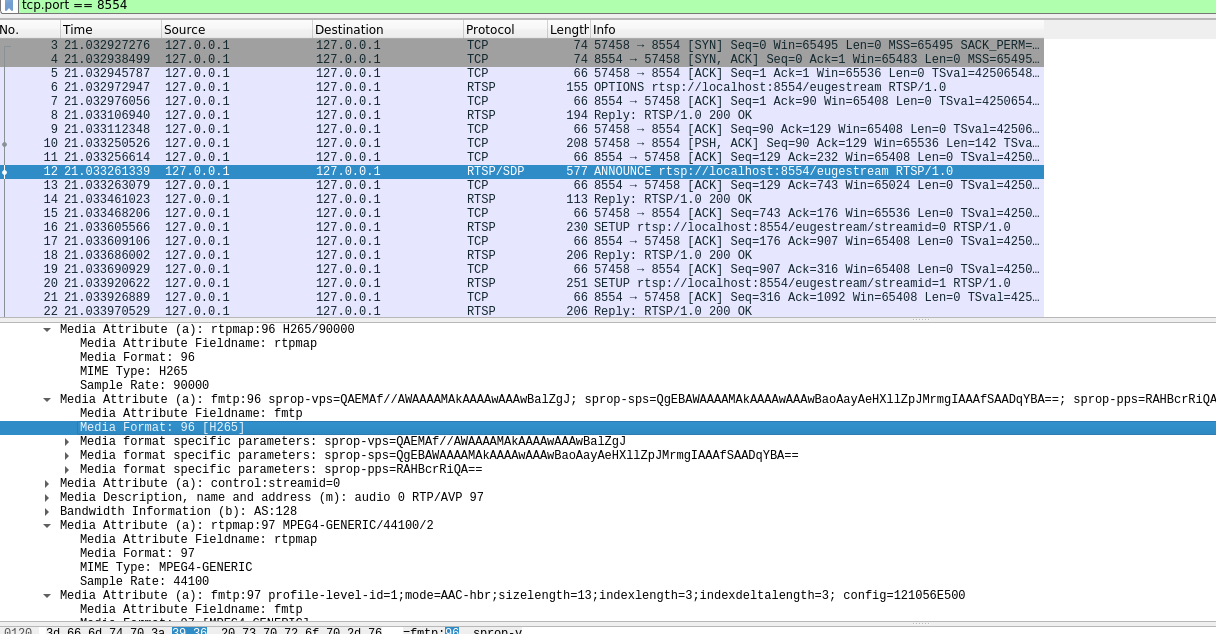 tcp.port == 8554
No. Time Source Destination Protocol Length Info
3 21.032927276 127.0.0.1 127.0.0.1 TCP 74 57458 → 8554 [SYN] Seq=0 Win=65495 Len=0 MSS=65495 SACK_PERM=…
4 21.032938499 127.0.0.1 127.0.0.1 TCP 74 8554 → 57458 [SYN, ACK] Seq=0 Ack=1 Win=65483 Len=0 MSS=65495…
5 21.032945787 127.0.0.1 127.0.0.1 TCP 66 57458 → 8554 [ACK] Seq=1 Ack=1 Win=65536 Len=0 TSval=42506548…
6 21.032972947 127.0.0.1 127.0.0.1 RTSP 155 OPTIONS rtsp://localhost:8554/eugestream RTSP/1.0
7 21.032976056 127.0.0.1 127.0.0.1 TCP 66 8554 → 57458 [ACK] Seq=1 Ack=90 Win=65408 Len=0 TSval=4250654…
8 21.033106940 127.0.0.1 127.0.0.1 RTSP 194 Reply: RTSP/1.0 200 OK
9 21.033112348 127.0.0.1 127.0.0.1 TCP 66 57458 → 8554 [ACK] Seq=90 Ack=129 Win=65408 Len=0 TSval=42506…
10 21.033250526 127.0.0.1 127.0.0.1 TCP 208 57458 → 8554 [PSH, ACK] Seq=90 Ack=129 Win=65536 Len=142 TSva…
11 21.033256614 127.0.0.1 127.0.0.1 TCP 66 8554 → 57458 [ACK] Seq=129 Ack=232 Win=65408 Len=0 TSval=4250…
12 21.033261339 127.0.0.1 127.0.0.1 RTSP/SDP 577 ANNOUNCE rtsp://localhost:8554/eugestream RTSP/1.0
13 21.033263079 127.0.0.1 127.0.0.1 TCP 66 8554 → 57458 [ACK] Seq=129 Ack=743 Win=65024 Len=0 TSval=4250…
14 21.033461023 127.0.0.1 127.0.0.1 RTSP 113 Reply: RTSP/1.0 200 OK
15 21.033468206 127.0.0.1 127.0.0.1 TCP 66 57458 → 8554 [ACK] Seq=743 Ack=176 Win=65536 Len=0 TSval=4250…
16 21.033605566 127.0.0.1 127.0.0.1 RTSP 230 SETUP rtsp://localhost:8554/eugestream/streamid=0 RTSP/1.0
17 21.033609106 127.0.0.1 127.0.0.1 TCP 66 8554 → 57458 [ACK] Seq=176 Ack=907 Win=65408 Len=0 TSval=4250…
18 21.033686002 127.0.0.1 127.0.0.1 RTSP 206 Reply: RTSP/1.0 200 OK
19 21.033690929 127.0.0.1 127.0.0.1 TCP 66 57458 → 8554 [ACK] Seq=907 Ack=316 Win=65408 Len=0 TSval=4250…
20 21.033920622 127.0.0.1 127.0.0.1 RTSP 251 SETUP rtsp://localhost:8554/eugestream/streamid=1 RTSP/1.0
21 21.033926889 127.0.0.1 127.0.0.1 TCP 66 8554 → 57458 [ACK] Seq=316 Ack=1092 Win=65408 Len=0 TSval=425…
22 21.033970529 127.0.0.1 127.0.0.1 RTSP 206 Reply: RTSP/1.0 200 OK
Media Attribute (a): rtpmap:96 H265/90000
Media Attribute Fieldname: rtpmap
Media Format: 96
MIME Type: H265
Sample Rate: 90000
Media Attribute (a): fmtp:96 sprop-vps=QAEMAf//AWAAAAMAkAAAAwAAAwBalZgJ; sprop-sps=QgEBAWAAAAMAkAAAAwAAAwBaoAayAeHXllZpJMrmgIAAAfSAADqYBA==; sprop-pps=RAHBcrRiQA
Media Attribute Fieldname: fmtp
Media Format: 96 [H265]
Media format specific parameters: sprop-vps=QAEMAf//AWAAAAMAkAAAAwAAAwBalZgJ
Media format specific parameters: sprop-sps=QgEBAWAAAAMAkAAAAwAAAwBaoAayAeHXllZpJMrmgIAAAfSAADqYBA==
Media format specific parameters: sprop-pps=RAHBcrRiQA==
Media Attribute (a): control:streamid=0
Media Description, name and address (m): audio 0 RTP/AVP 97
Bandwidth Information (b): AS:128
Media Attribute (a): rtpmap:97 MPEG4-GENERIC/44100/2
Media Attribute Fieldname: rtpmap
Media Format: 97
MIME Type: MPEG4-GENERIC
Sample Rate: 44100
Media Attribute (a): fmtp:97 profile-level-id=1;mode=AAC-hbr;sizelength=13;indexlength=3;indexdeltalength=3; config=121056E500
Media Attribute Fieldname: fmtp
Media Format: 97 [MPEG4-GENERIC]
0120 3d 66 6d 74 70 3a 39 36 20 73 70 72 6f 70 2d 76 =fmtp:96 sprop-v